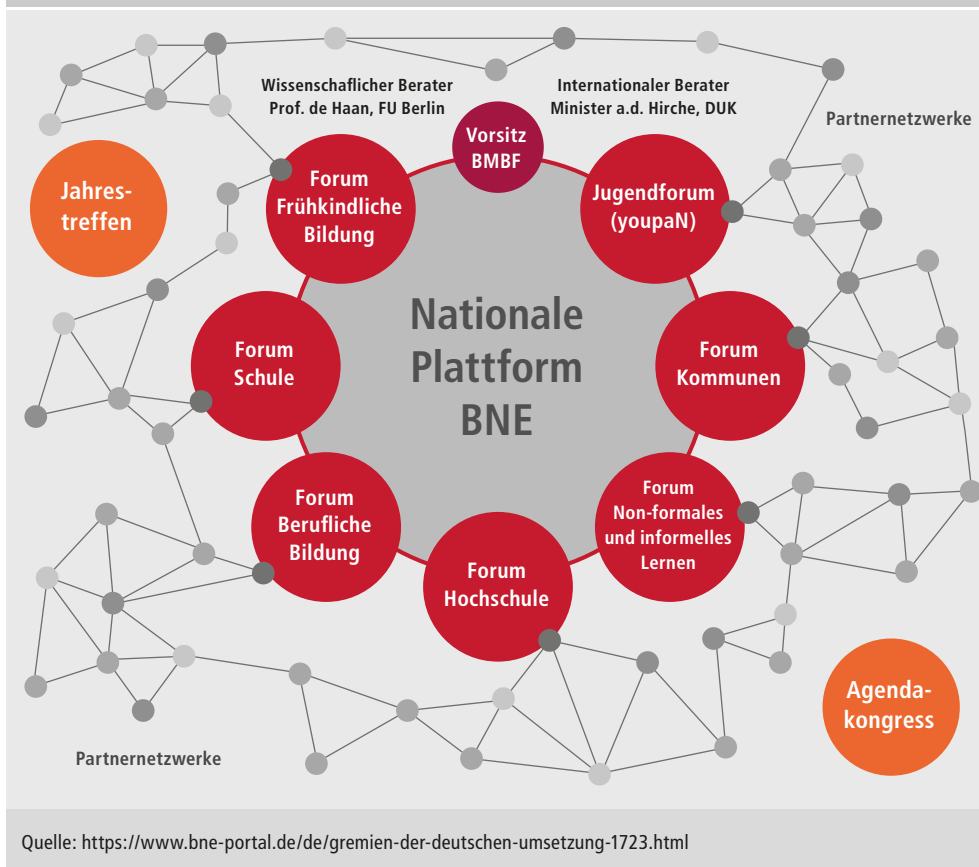 Wissenschaflicher Berater
Prof. de Haan, FU Berlin
Internationaler Berater
Minister a.d. Hirche, DUK
Vorsitz
BMBF
Partnernetzwerke
Jahres-
treffen
Forum
Frühkindliche
Bildung
Jugendforum
(youpaN)
Nationale
Plattform
BNE
Forum
Schule
Forum
Kommunen
Forum
Berufliche
Bildung
Forum
Non-formales
und informelles
Lernen
Forum
Hochschule
Agenda-
kongress
Partnernetzwerke
Quelle: https://www.bne-portal.de/de/gremien-der-deutschen-umsetzung-1723.html